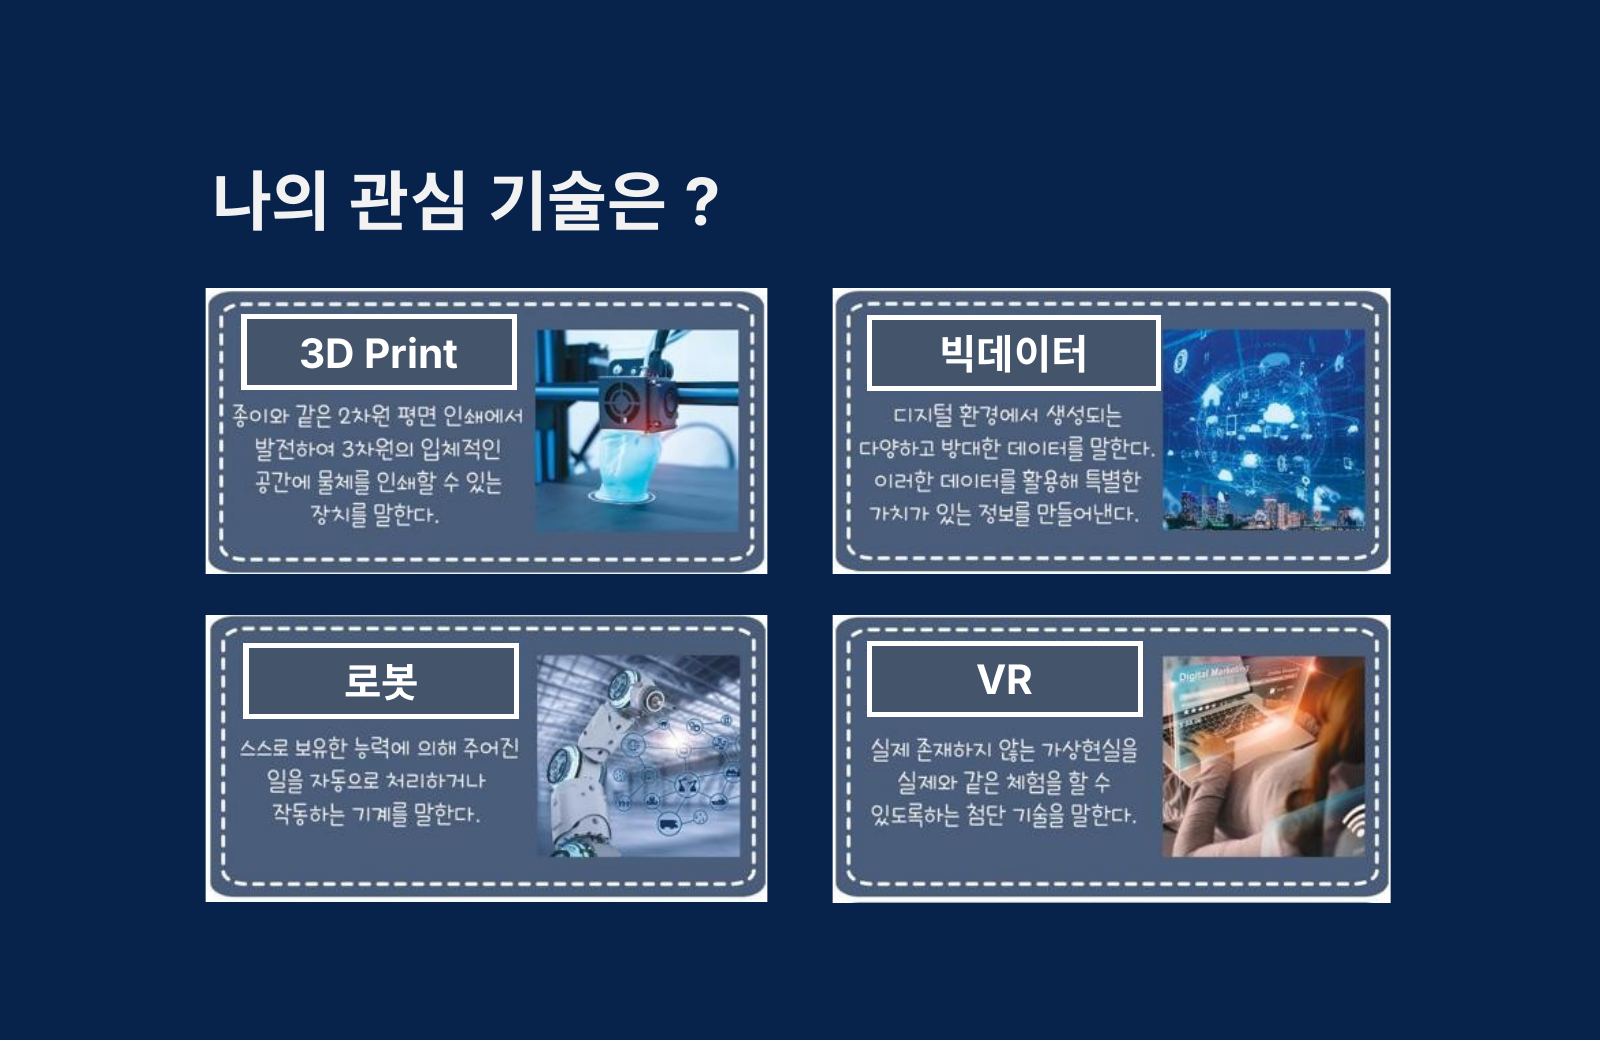 나의 관심 기술은 ?
3D Print
종이와 같은 2차원 평면 인쇄에서
발전하여 3차원의 입체적인
공간에 물체를 인쇄할 수 있는
장치를 말한다.
빅데이터
디지털 환경에서 생성되는
다양하고 방대한 데이터를 말한다.
이러한 데이터를 활용해 특별한
가치가 있는 정보를 만들어낸다.
로봇
스스로 보유한 능력에 의해 주어진
일을 자동으로 처리하거나
작동하는 기계를 말한다.
VR
실제 존재하지 않는 가상현실을
실제와 같은 체험을 할 수
있도록하는 첨단 기술을 말한다.
Digital Marketing